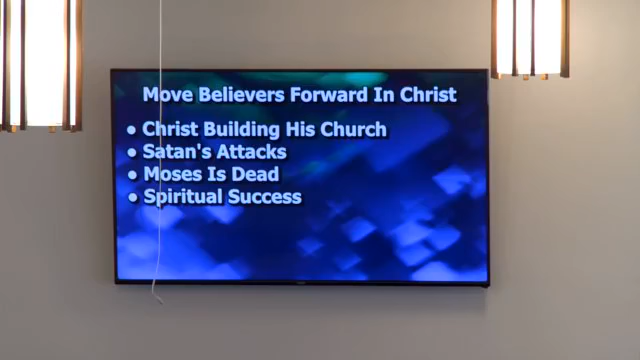 Move Believers Forward In Christ
● Christ Building His Church
● Satan's Attacks
● Moses Is Dead
● Spiritual Success